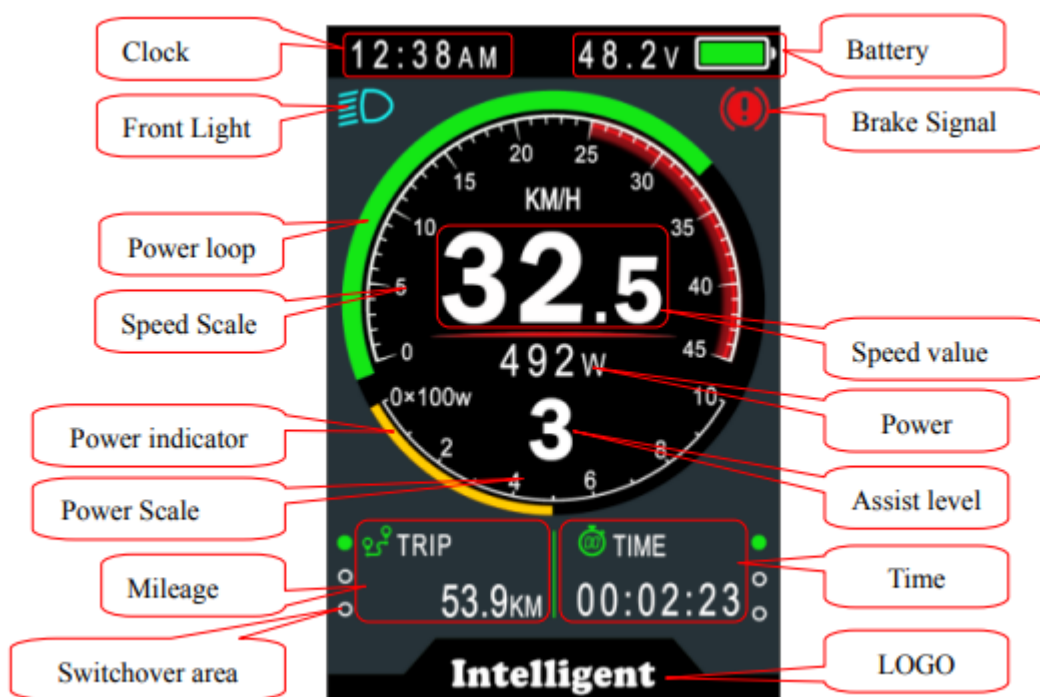 Clock
12:38AM
48.2V
Battery
Front Light
Brake Signal
20
25
15
30
KM/H
10
35
Power loop
32.5
5
40
Speed Scale
0
45
Speed value
492W
0×100w
10
Power
Power indicator
3
2
8
4
6
Power Scale
Assist level
TRIP
00
TIME
Mileage
Time
53.9KM
00:02:23
Switchover area
Intelligent
LOGO